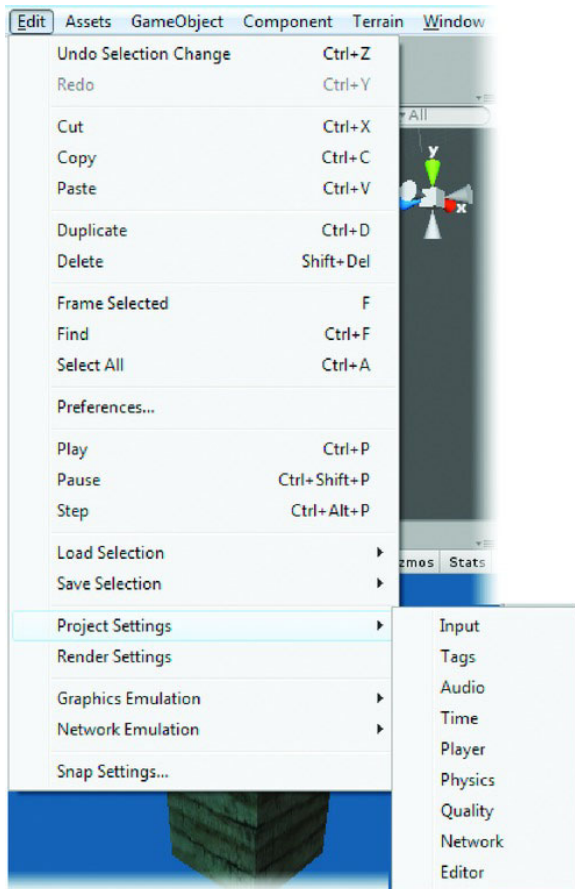 Edit Assets GameObject Component Terrain Window
Undo Selection Change Ctrl+Z
Redo Ctrl+Y
Cut Ctrl+X
Copy Ctrl+C
Paste Ctrl+V
Duplicate Ctrl+D
Delete Shift+Del
Frame Selected F
Find Ctrl+F
Select All Ctrl+A
Preferences...
Play Ctrl+P
Pause Ctrl+Shift+P
Step Ctrl+Alt+P
Load Selection
Save Selection
Project Settings
Render Settings
Graphics Emulation
Network Emulation
Snap Settings...
All
y
x
zmos Stats
Input
Tags
Audio
Time
Player
Physics
Quality
Network
Editor